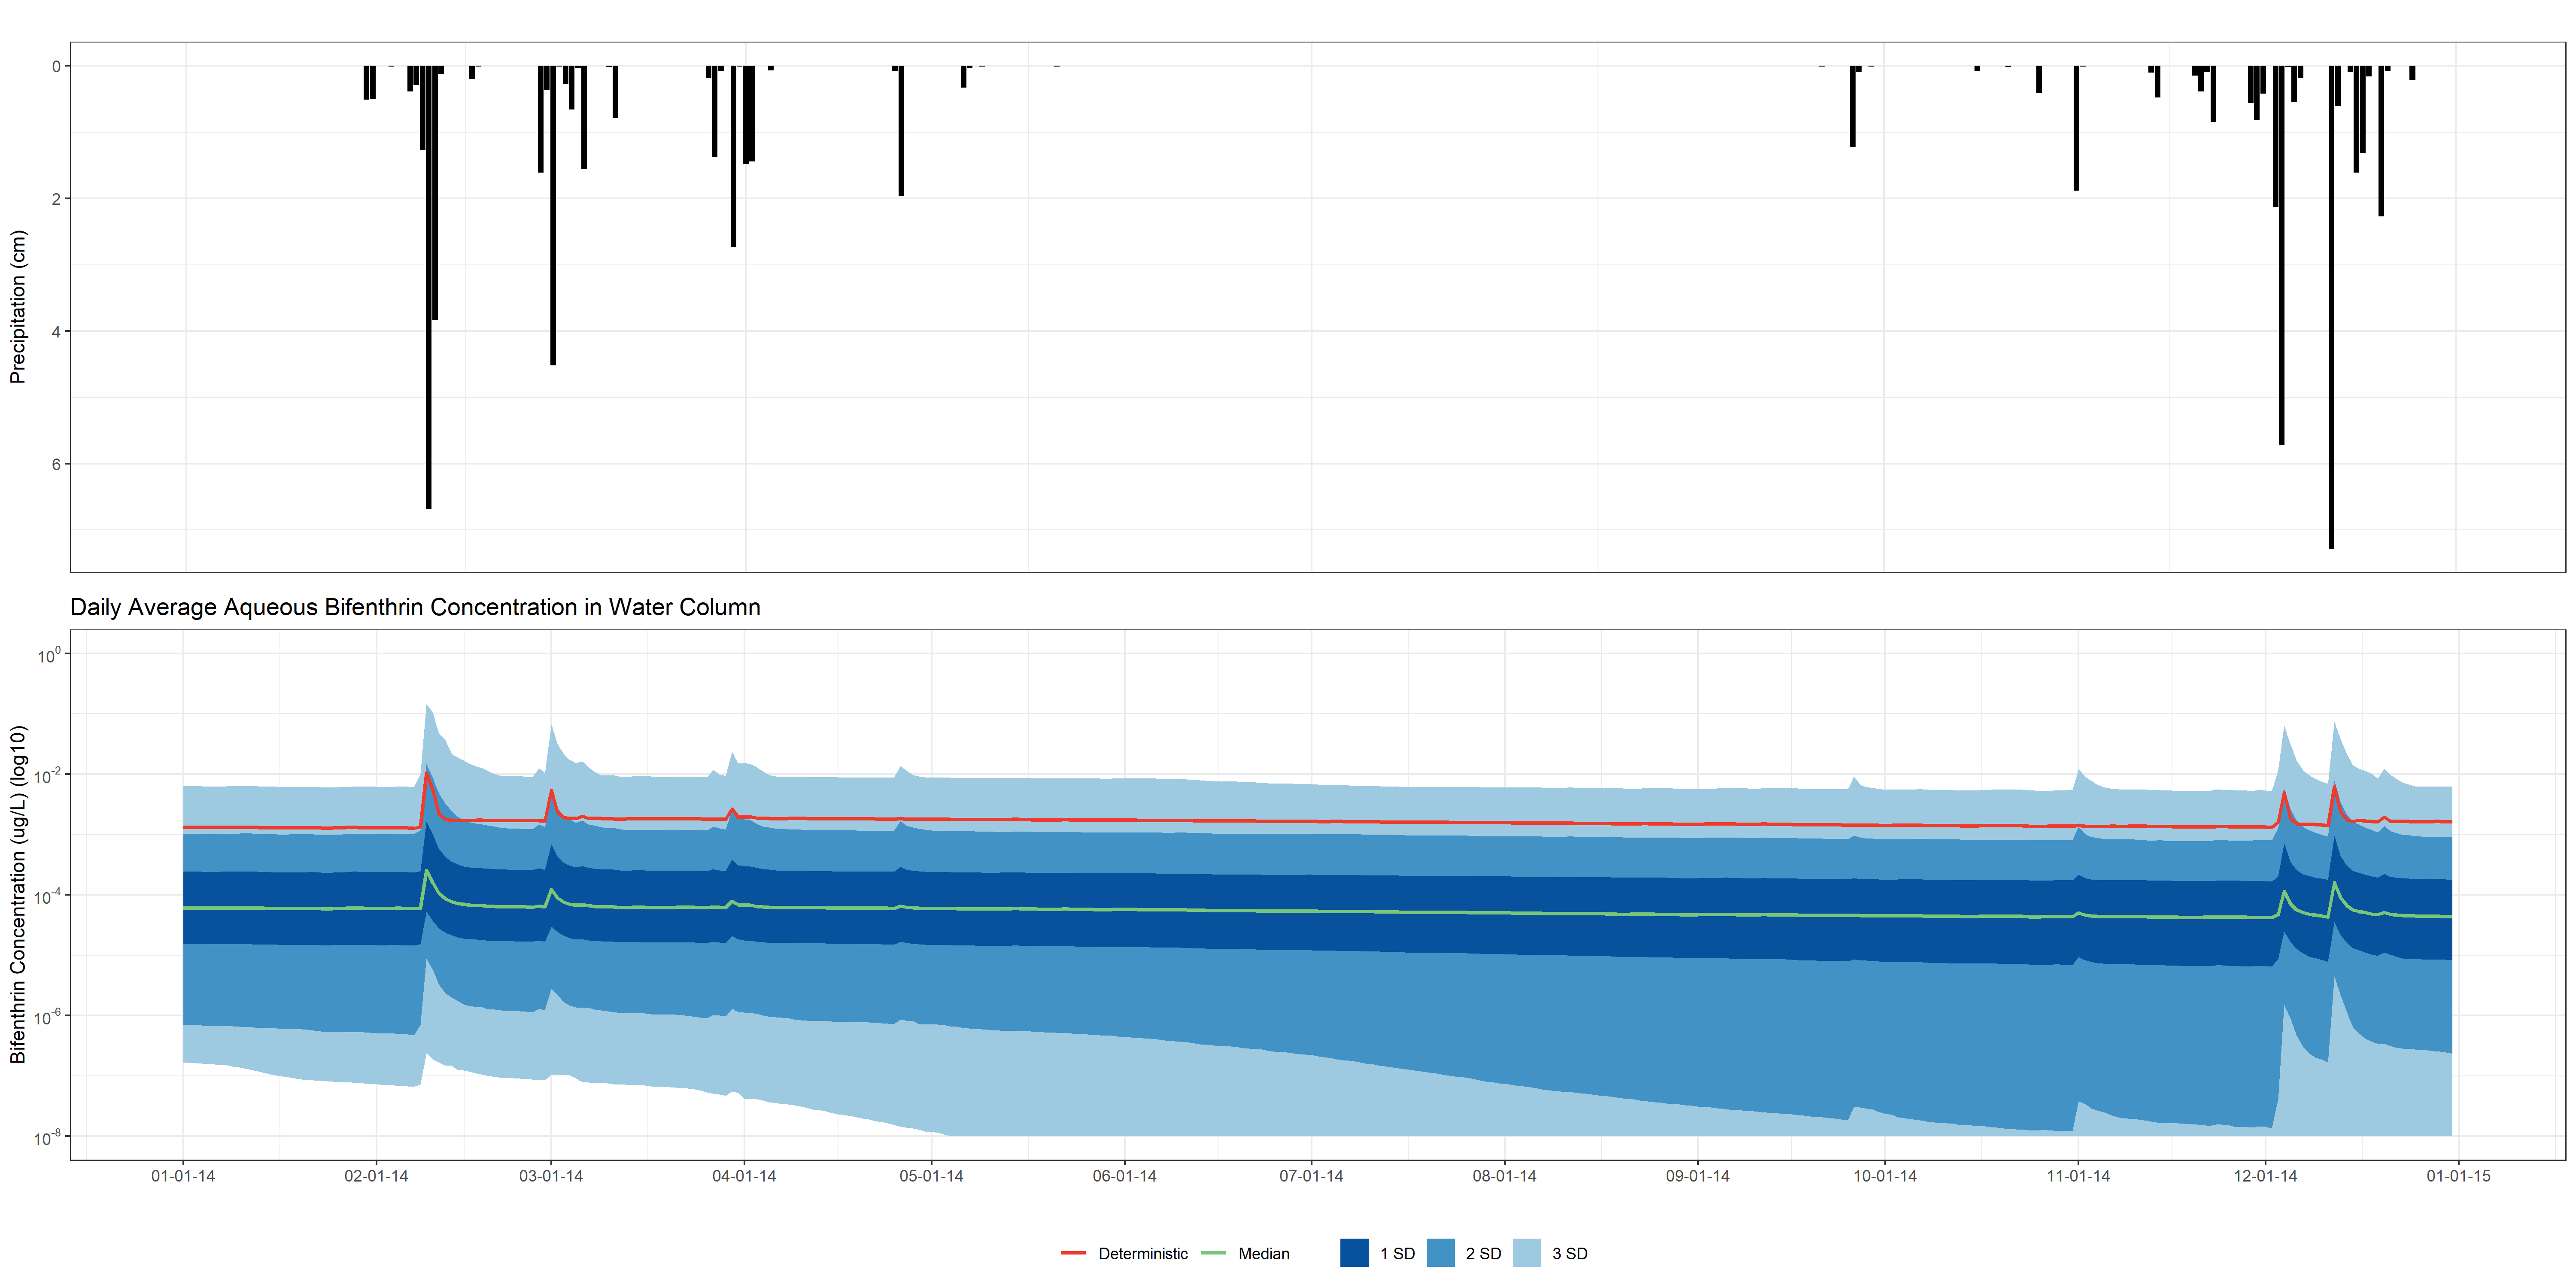 0
2
4
6
Precipitation (cm)
Daily Average Aqueous Bifenthrin Concentration in Water Column
10^0
10^-2
10^-4
10^-6
10^-8
Bifenthrin Concentration (ug/L) (log10)
01-01-14 02-01-14 03-01-14 04-01-14 05-01-14 06-01-14 07-01-14 08-01-14 09-01-14 10-01-14 11-01-14 12-01-14 01-01-15
Deterministic Median 1 SD 2 SD 3 SD